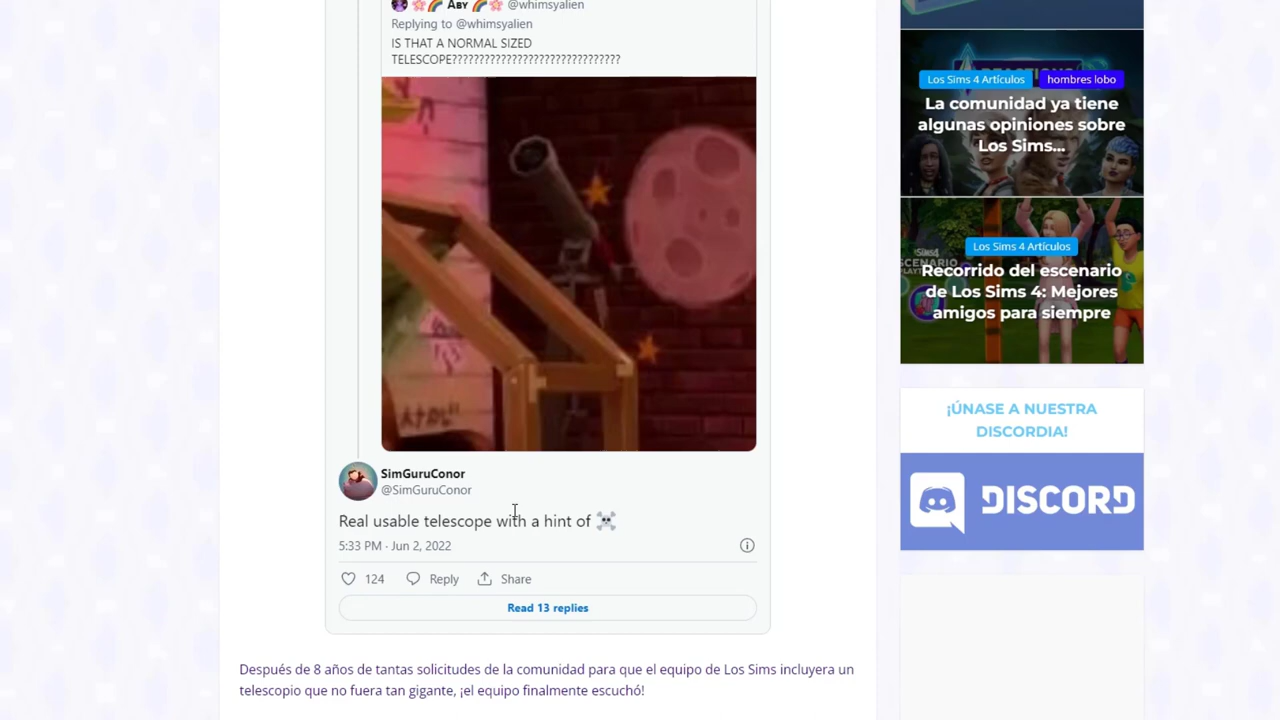 Aby @whimsyalien
Replying to @whimsyalien
IS THAT A NORMAL SIZED
TELESCOPE?????????????????????????????
SimGuruConor
@SimGuruConor
Real usable telescope with a hint of ☠️
5:33 PM · Jun 2, 2022
124 Reply Share
Read 13 replies
Después de 8 años de tantas solicitudes de la comunidad para que el equipo de Los Sims incluyera un
telescopio que no fuera tan gigante, ¡el equipo finalmente escuchó!
Los Sims 4 Artículos hombres lobo
La comunidad ya tiene
algunas opiniones sobre
Los Sims...
Los Sims 4 Artículos
Recorrido del escenario
de Los Sims 4: Mejores
amigos para siempre
¡ÚNASE A NUESTRA
DISCORDIA!
DISCORD